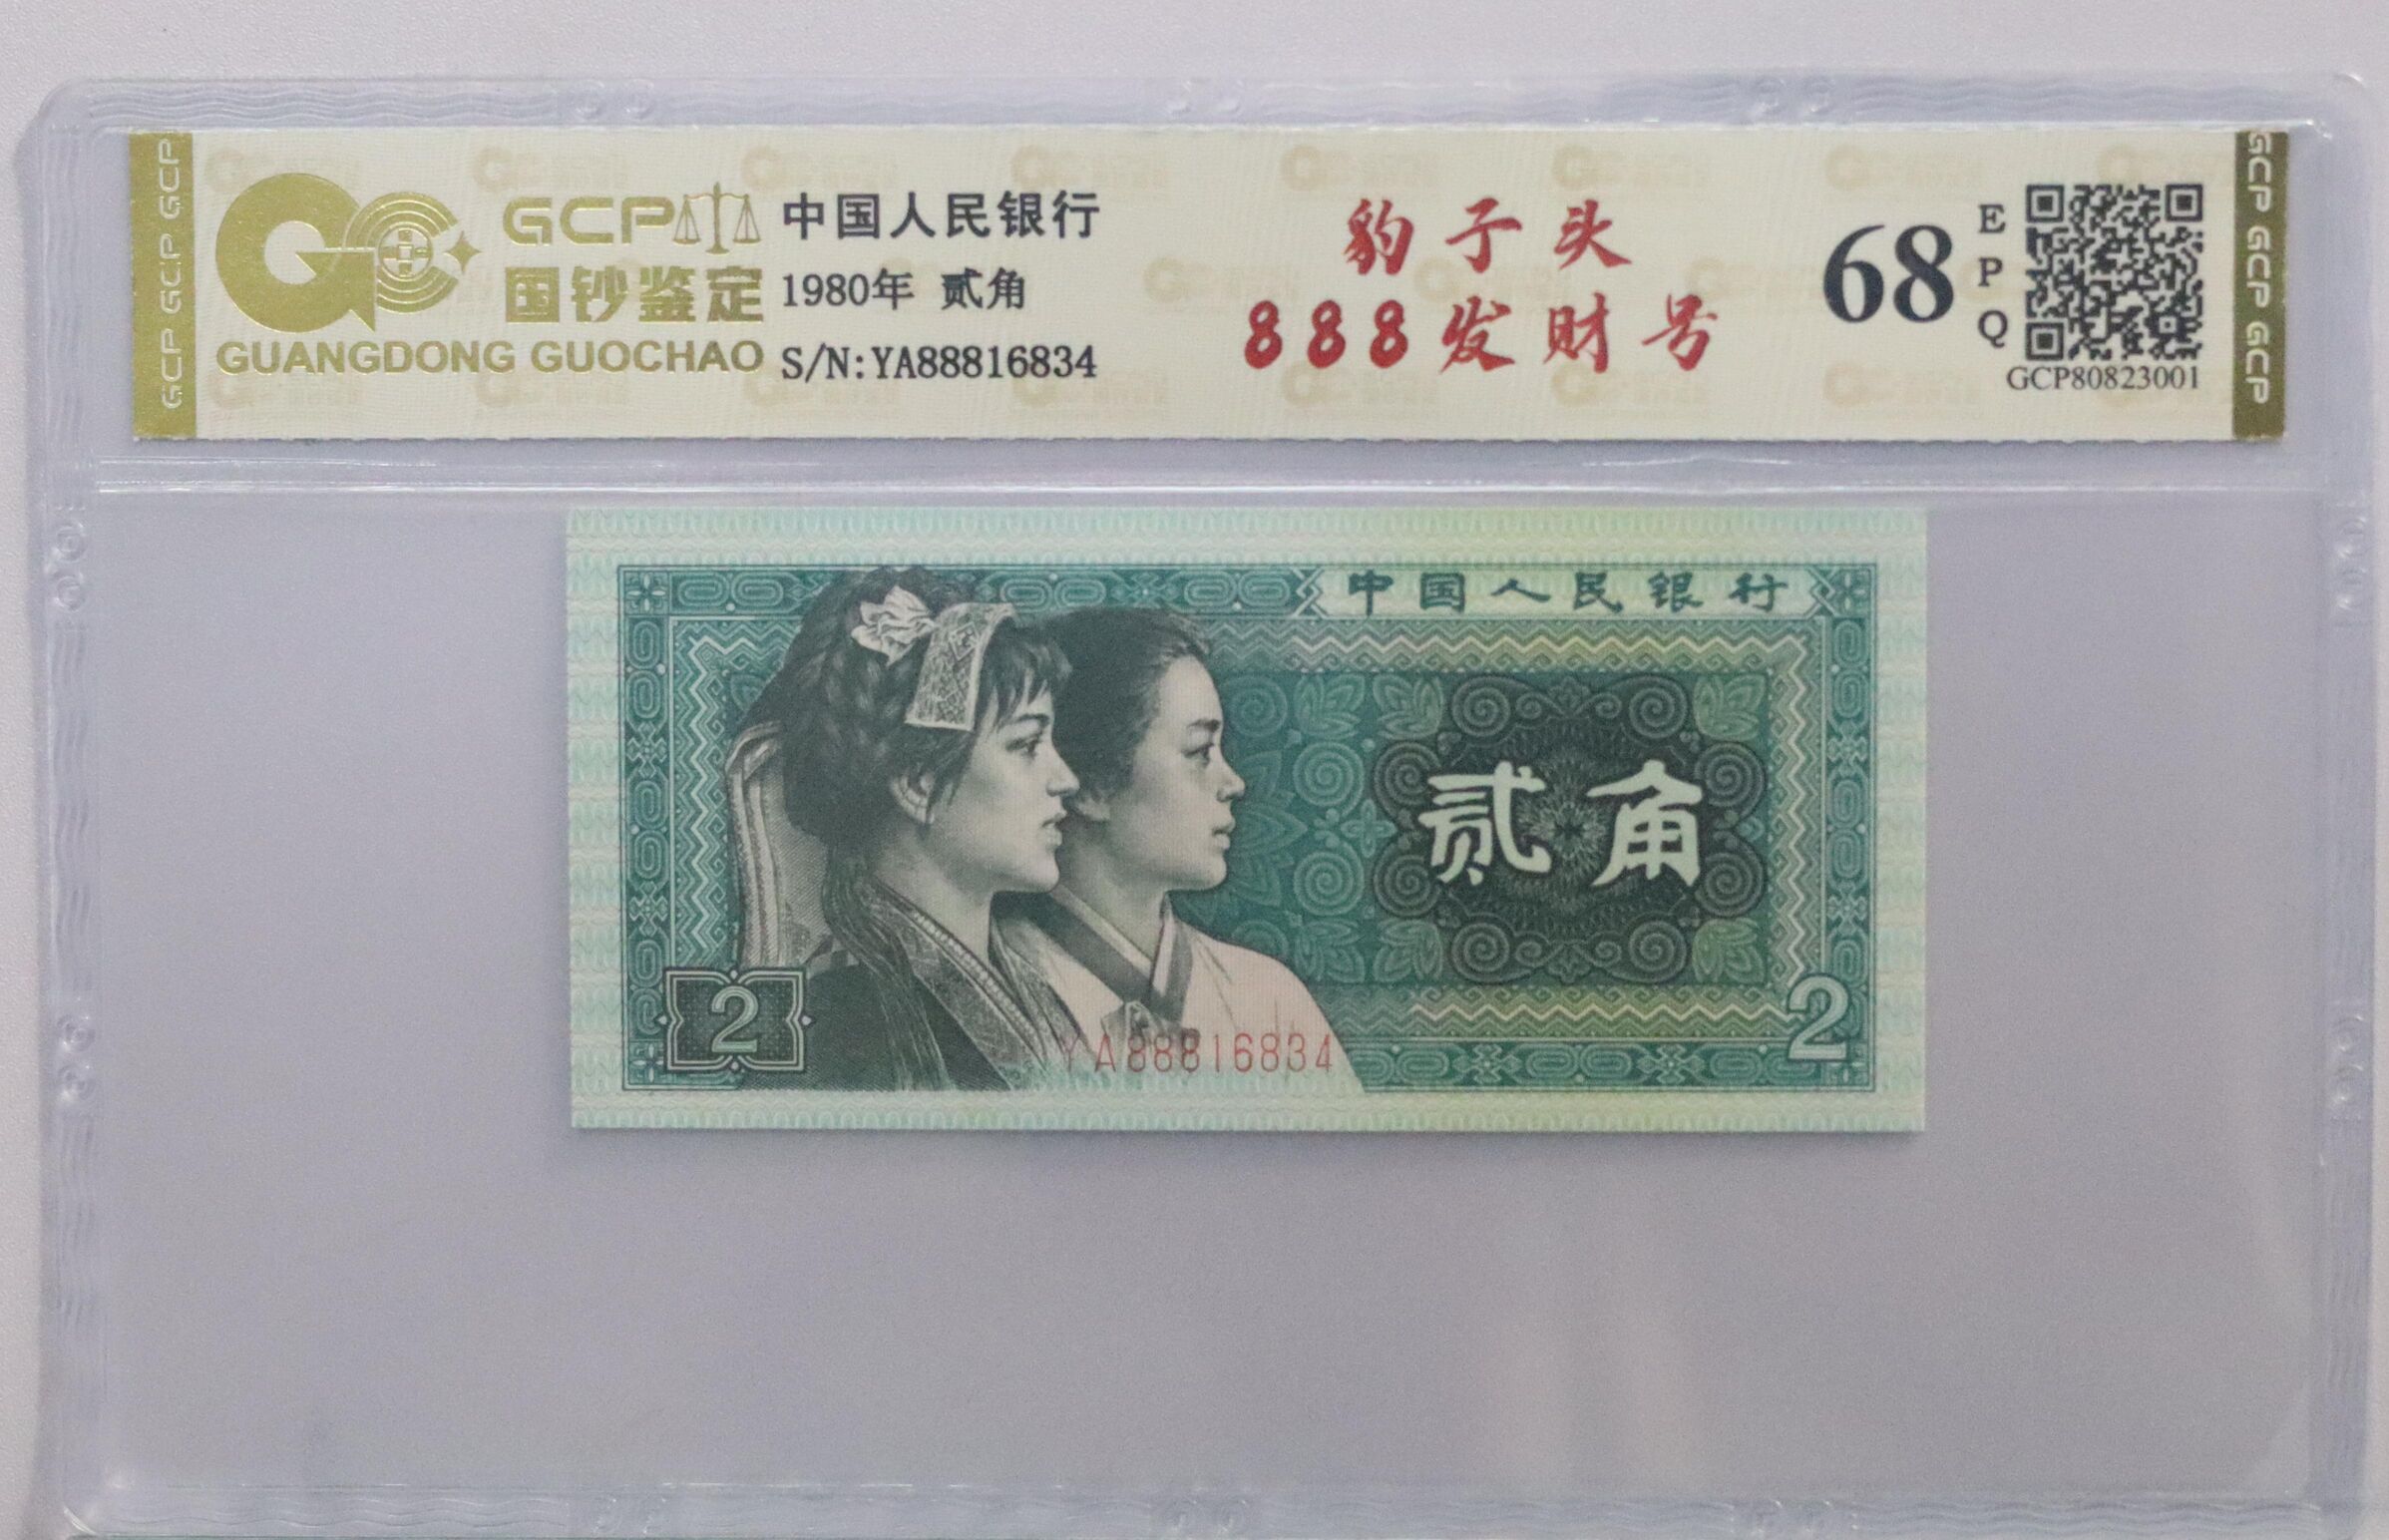 GCP GCP GCP
GCP
国钞鉴定
GUANGDONG GUOCHAO
中国人民银行
1980年 贰角
S/N:YA88816834
豹子头
888发财号
68
EPQ
GCP80823001
GCP GCP GCP
中国人民银行
贰角
2
YA88816834
2